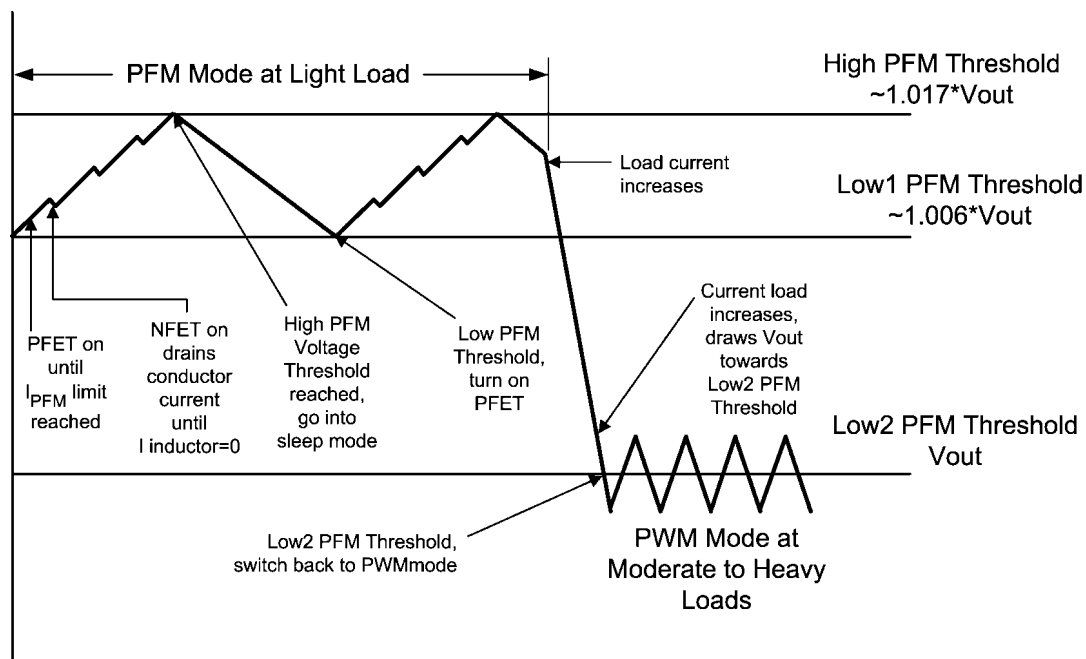 PFM Mode at Light Load
High PFM Threshold
~1.017*Vout
Load current
increases
Low1 PFM Threshold
~1.006*Vout
PFET on
until
IPFM limit
reached
NFET on
drains
conductor
current
until
I inductor=0
High PFM
Voltage
Threshold
reached,
go into
sleep mode
Low PFM
Threshold,
turn on
PFET
Current load
increases,
draws Vout
towards
Low2 PFM
Threshold
Low2 PFM Threshold
Vout
Low2 PFM Threshold,
switch back to PWMmode
PWM Mode at
Moderate to Heavy
Loads